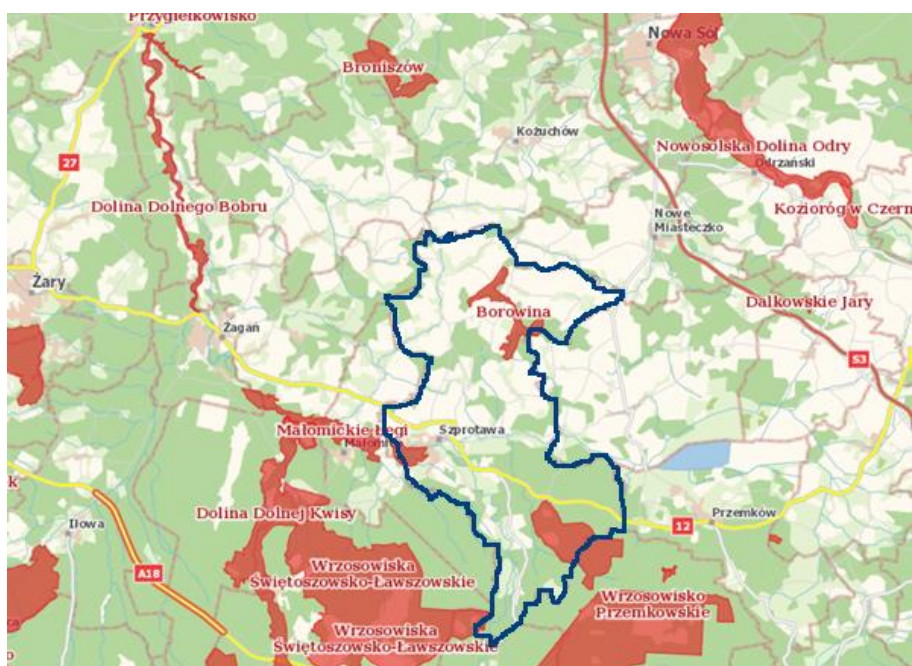 Przygiełkowisko
Nowa Sól
Broniszów
Kożuchów
Nowosolska Dolina Odry
Odrzański
27
Dolina Dolnego Bobru
Nowe
Miasteczko
Kozioróg w Czern
Żary
Borowina
Dalkowskie Jary
Żagań
S3
Małomickie Łęgi
Szprotawa
Dolina Dolnej Kwisy
Przemków
12
Iłowa
A18
Wrzosowiska
Świętoszowsko-Ławszowskie
Wrzosowisko
Przemkowskie
Wrzosowiska
Świętoszowsko-Ławszowskie